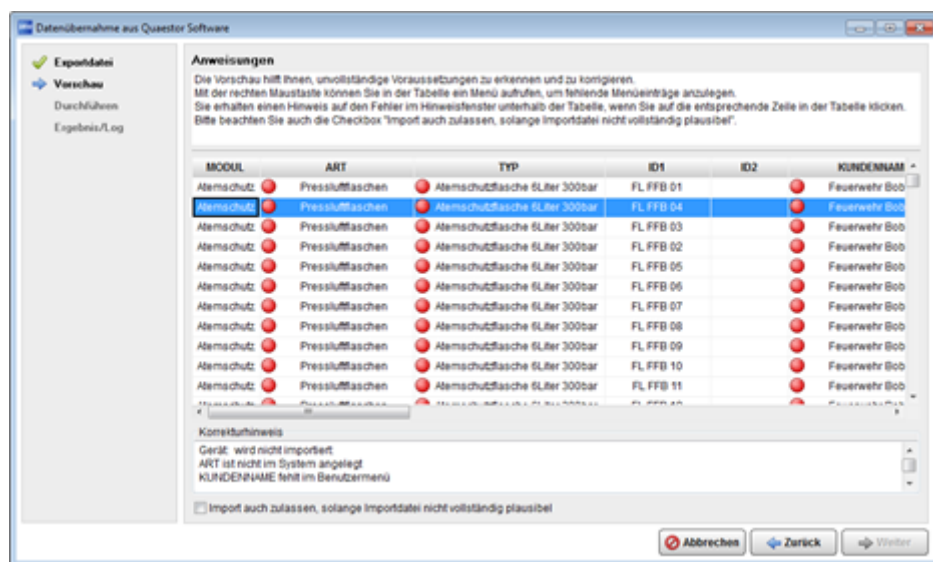 Datenübernahme aus Quaestor Software
Exportdatei
Vorschau
Durchführen
Ergebnis/Log
Anweisungen
Die Vorschau hilft Ihnen, unvollständige Voraussetzungen zu erkennen und zu korrigieren.
Mit der rechten Maustaste können Sie in der Tabelle ein Menü aufrufen, um fehlende Menüeinträge anzulegen.
Sie erhalten einen Hinweis auf den Fehler im Hinweisfenster unterhalb der Tabelle, wenn Sie auf die entsprechende Zeile in der Tabelle klicken.
Bitte beachten Sie auch die Checkbox "Import auch zulassen, solange Importdatei nicht vollständig plausibel".
MODUL ART TYP ID1 ID2 KUNDENNAM
Atemschutz Pressluftflaschen Atemschutzflasche 6Liter 300bar FL FFB 01 Feuerwehr Bob
Atemschutz Pressluftflaschen Atemschutzflasche 6Liter 300bar FL FFB 04 Feuerwehr Bob
Atemschutz Pressluftflaschen Atemschutzflasche 6Liter 300bar FL FFB 03 Feuerwehr Bob
Atemschutz Pressluftflaschen Atemschutzflasche 6Liter 300bar FL FFB 02 Feuerwehr Bob
Atemschutz Pressluftflaschen Atemschutzflasche 6Liter 300bar FL FFB 05 Feuerwehr Bob
Atemschutz Pressluftflaschen Atemschutzflasche 6Liter 300bar FL FFB 06 Feuerwehr Bob
Atemschutz Pressluftflaschen Atemschutzflasche 6Liter 300bar FL FFB 07 Feuerwehr Bob
Atemschutz Pressluftflaschen Atemschutzflasche 6Liter 300bar FL FFB 08 Feuerwehr Bob
Atemschutz Pressluftflaschen Atemschutzflasche 6Liter 300bar FL FFB 09 Feuerwehr Bob
Atemschutz Pressluftflaschen Atemschutzflasche 6Liter 300bar FL FFB 10 Feuerwehr Bob
Atemschutz Pressluftflaschen Atemschutzflasche 6Liter 300bar FL FFB 11 Feuerwehr Bob
Korrekturhinweis
Gerät: wird nicht importiert
ART ist nicht im System angelegt
KUNDENNAME fehlt im Benutzermenü
Import auch zulassen, solange Importdatei nicht vollständig plausibel
Abbrechen Zurück Weiter